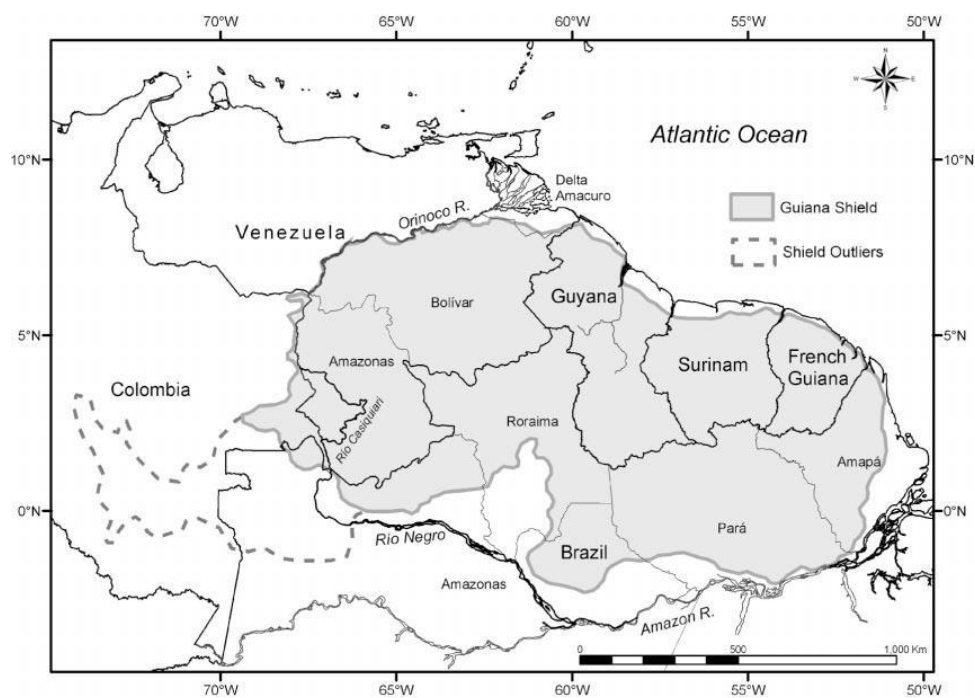 70°W 65°W 60°W 55°W 50°W
N
W E
S
Atlantic Ocean
10°N 10°N
Delta
Amacuro
Guiana Shield
Orinoco R.
Venezuela
Shield Outliers
Guyana
Bolívar
5°N 5°N
Amazonas
Surinam
French
Guiana
Colombia
Río Casiquiari
Roraima
Amapá
0°N 0°N
Pará
Rio Negro
Brazil
Amazonas
Amazon R.
0 500 1,000 Km
70°W 65°W 60°W 55°W 50°W